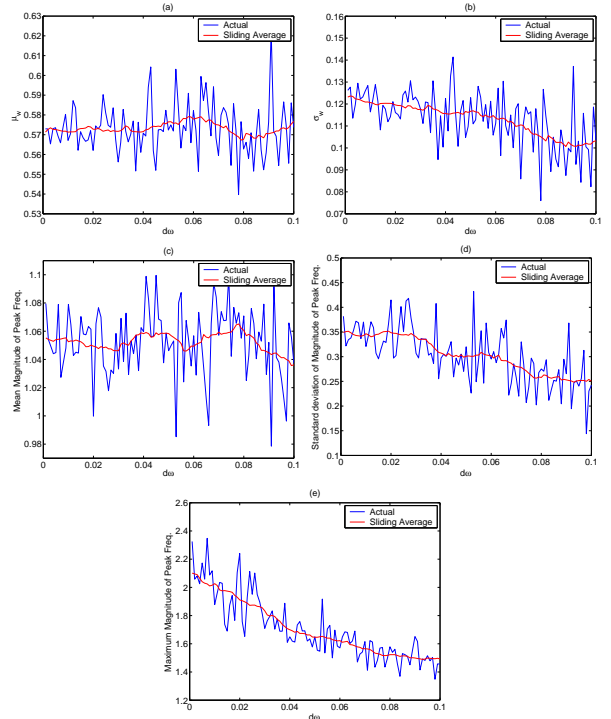 (a)
0.63
0.62
0.61
0.6
0.59
0.58
0.57
0.56
0.55
0.54
0.53
μw
0 0.02 0.04 0.06 0.08 0.1
dω
Actual
Sliding Average
(b)
0.17
0.16
0.15
0.14
0.13
0.12
0.11
0.1
0.09
0.08
0.07
σw
0 0.02 0.04 0.06 0.08 0.1
dω
Actual
Sliding Average
(c)
1.1
1.08
1.06
1.04
1.02
1
0.98
Mean Magnitude of Peak Freq.
0 0.02 0.04 0.06 0.08 0.1
dω
Actual
Sliding Average
(d)
0.5
0.45
0.4
0.35
0.3
0.25
0.2
0.15
0.1
Standard deviation of Magnitude of Peak Freq.
0 0.02 0.04 0.06 0.08 0.1
dω
Actual
Sliding Average
(e)
2.6
2.4
2.2
2
1.8
1.6
1.4
1.2
Maximum Magnitude of Peak Freq.
0 0.02 0.04 0.06 0.08 0.1
dω
Actual
Sliding Average